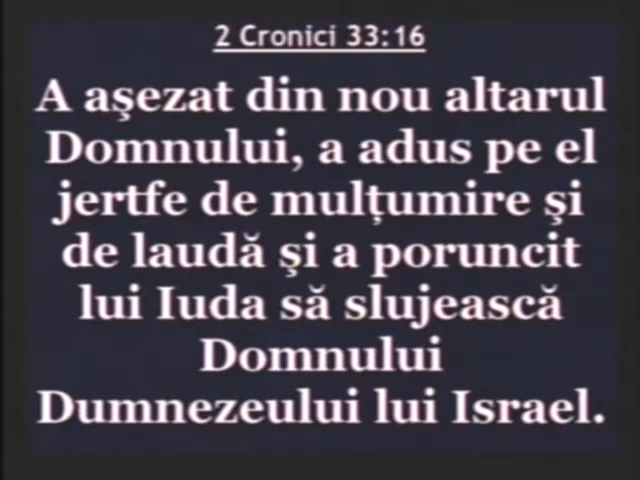 2 Cronici 33:16
A aşezat din nou altarul
Domnului, a adus pe el
jertfe de mulţumire şi
de laudă şi a poruncit
lui Iuda să slujească
Domnului
Dumnezeului lui Israel.